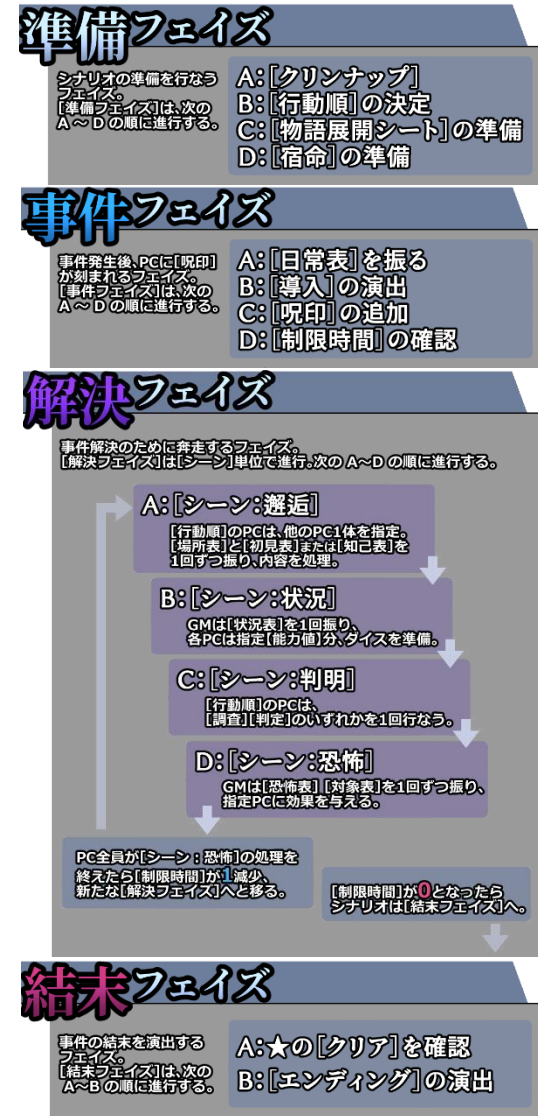 準備フェイズ
シナリオの準備を行なう
フェイズ。
[準備フェイズ]は、次の
A ～ D の順に進行する。
A：[クリンナップ]
B：[行動順]の決定
C：[物語展開シート]の準備
D：[宿命]の準備
事件フェイズ
事件発生後、PCに[呪印]
が刻まれるフェイズ。
[事件フェイズ]は、次の
A ～ D の順に進行する。
A：[日常表]を振る
B：[導入]の演出
C：[呪印]の追加
D：[制限時間]の確認
解決フェイズ
事件解決のために奔走するフェイズ。
[解決フェイズ]は[シーン]単位で進行。次の A～D の順に進行する。
A：[シーン：邂逅]
[行動順]のPCは、他のPC1体を指定。
[場所表]と[初見表]または[知己表]を
1回ずつ振り、内容を処理。
B：[シーン：状況]
GMは[状況表]を1回振り、
各PCは指定【能力値】分、ダイスを準備。
C：[シーン：判明]
[行動順]のPCは、
[調査][判定]のいずれかを1回行なう。
D：[シーン：恐怖]
GMは[恐怖表] [対象表]を1回ずつ振り、
指定PCに効果を与える。
PC全員が[シーン：恐怖]の処理を
終えたら[制限時間]が1減少、
新たな[解決フェイズ]へと移る。
[制限時間]が0となったら
シナリオは[結末フェイズ]へ。
結末フェイズ
事件の結末を演出する
フェイズ。
[結末フェイズ]は、次の
A～B の順に進行する。
A：★の[クリア]を確認
B：[エンディング]の演出